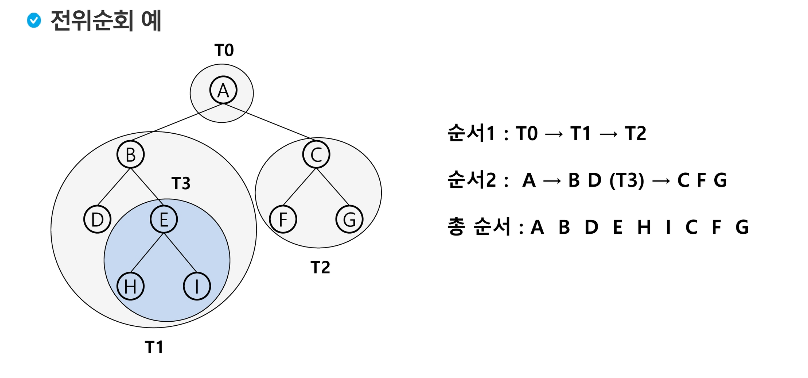 전위순회 예
T0
A
순서1 : T0 → T1 → T2
B
C
T3
순서2 : A → B D (T3) → C F G
D
E
F
G
총 순서 : A B D E H I C F G
T2
H
I
T1